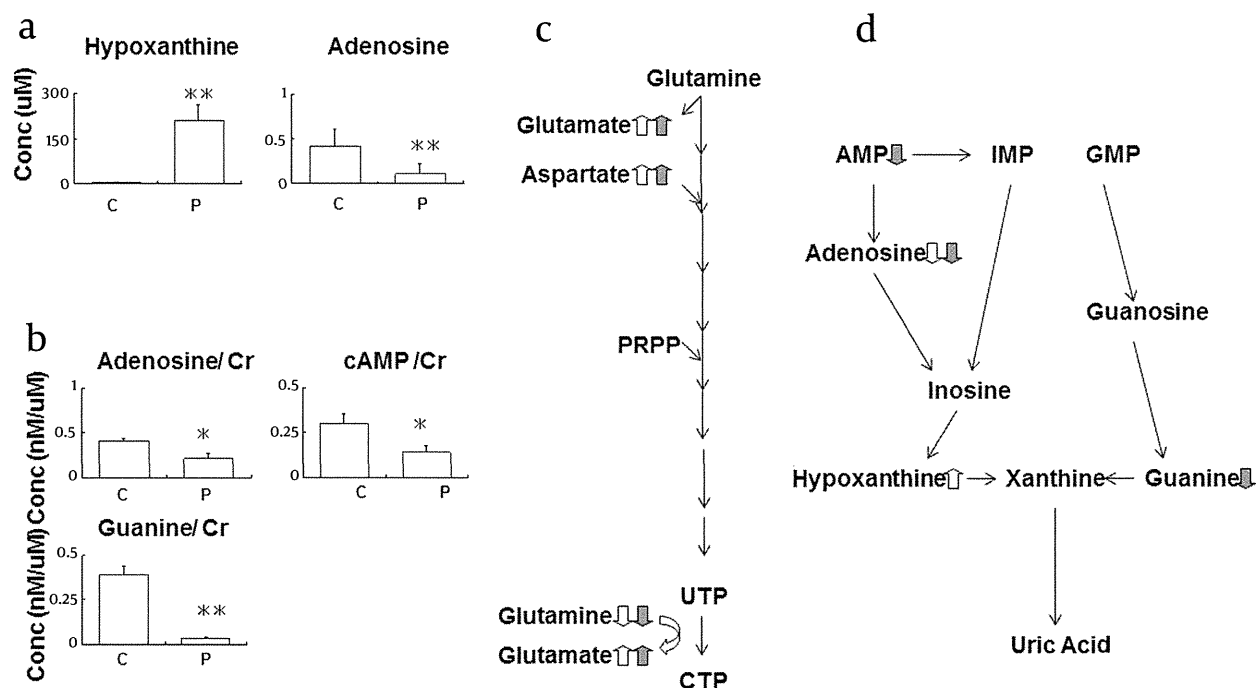 a
Hypoxanthine
Conc (uM)
300
150
0
**
C
P
Adenosine
1
0.5
0
**
C
P
b
Adenosine/ Cr
Conc (nM/uM)
1
0.5
0
*
C
P
cAMP /Cr
0.5
0.25
0
*
C
P
Guanine/ Cr
Conc (nM/uM)
0.5
0.25
0
**
C
P
c
Glutamine
Glutamate
Aspartate
PRPP
UTP
Glutamine
Glutamate
CTP
d
AMP
IMP
GMP
Adenosine
Guanosine
Inosine
Hypoxanthine
Xanthine
Guanine
Uric Acid